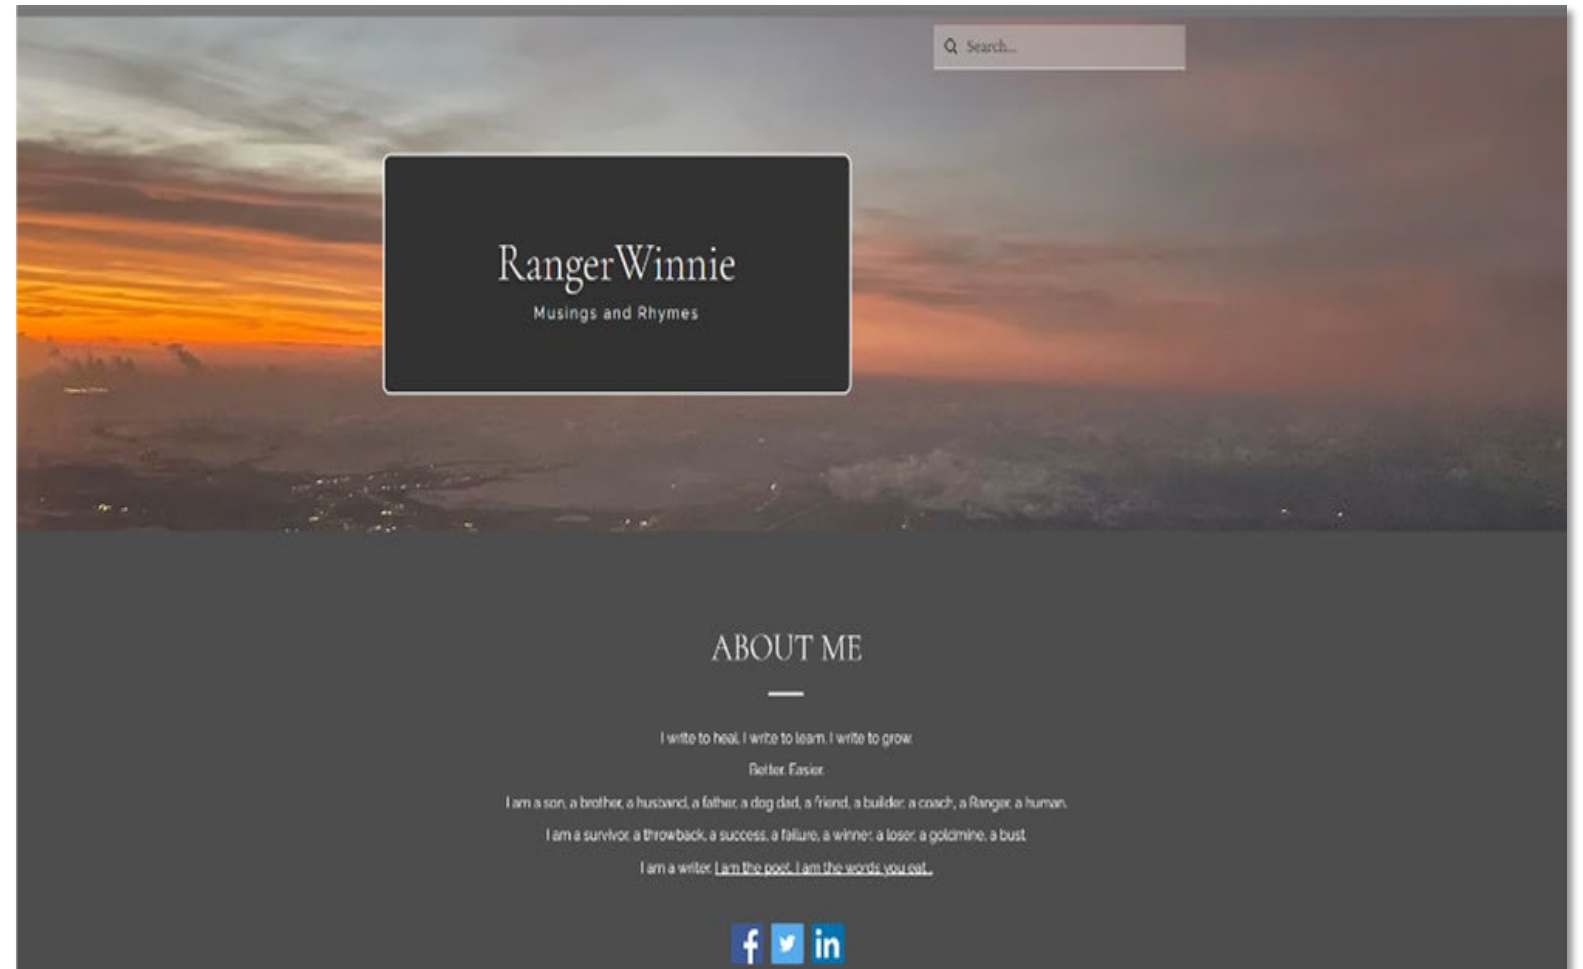 Search...
RangerWinnie
Musings and Rhymes
ABOUT ME
I write to heal. I write to learn. I write to grow.
Better. Easier.
I am a son, a brother, a husband, a father, a dog dad, a friend, a builder, a coach, a Ranger, a human.
I am a survivor, a throwback, a success, a failure, a winner, a loser, a goldmine, a bust.
I am a writer. I am the poet. I am the words you eat...
f in